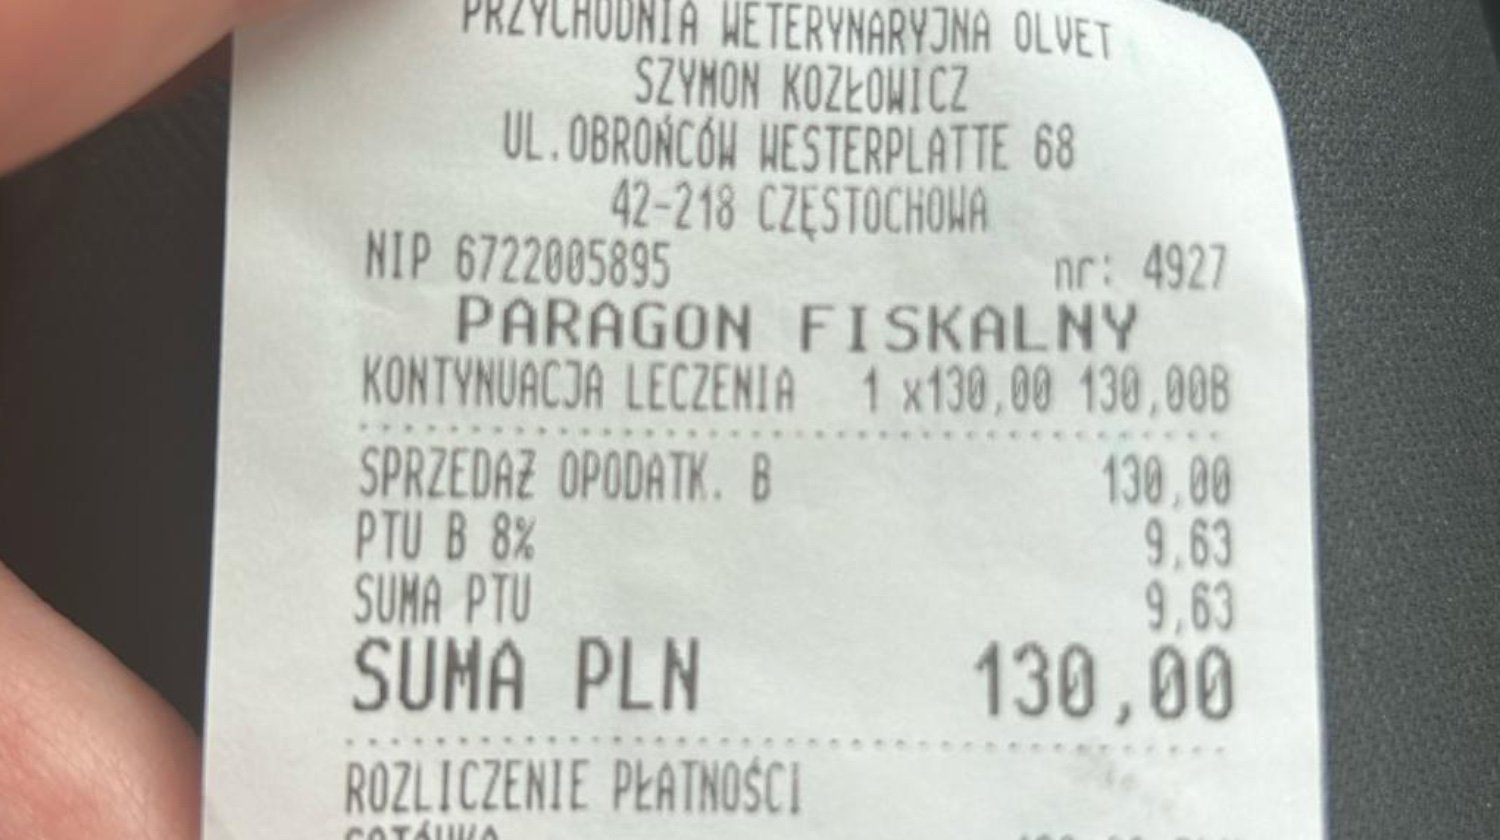 PRZYCHODNIA WETERYNARYJNA OLVET
SZYMON KOZŁOWICZ
UL.OBROŃCÓW WESTERPLATTE 68
42-218 CZĘSTOCHOWA
NIP 6722005895 nr: 4927
PARAGON FISKALNY
KONTYNUACJA LECZENIA 1 x130,00 130,00B
SPRZEDAŻ OPODATK. B 130,00
PTU B 8% 9,63
SUMA PTU 9,63
SUMA PLN 130,00
ROZLICZENIE PŁATNOŚCI
GOTÓWKA